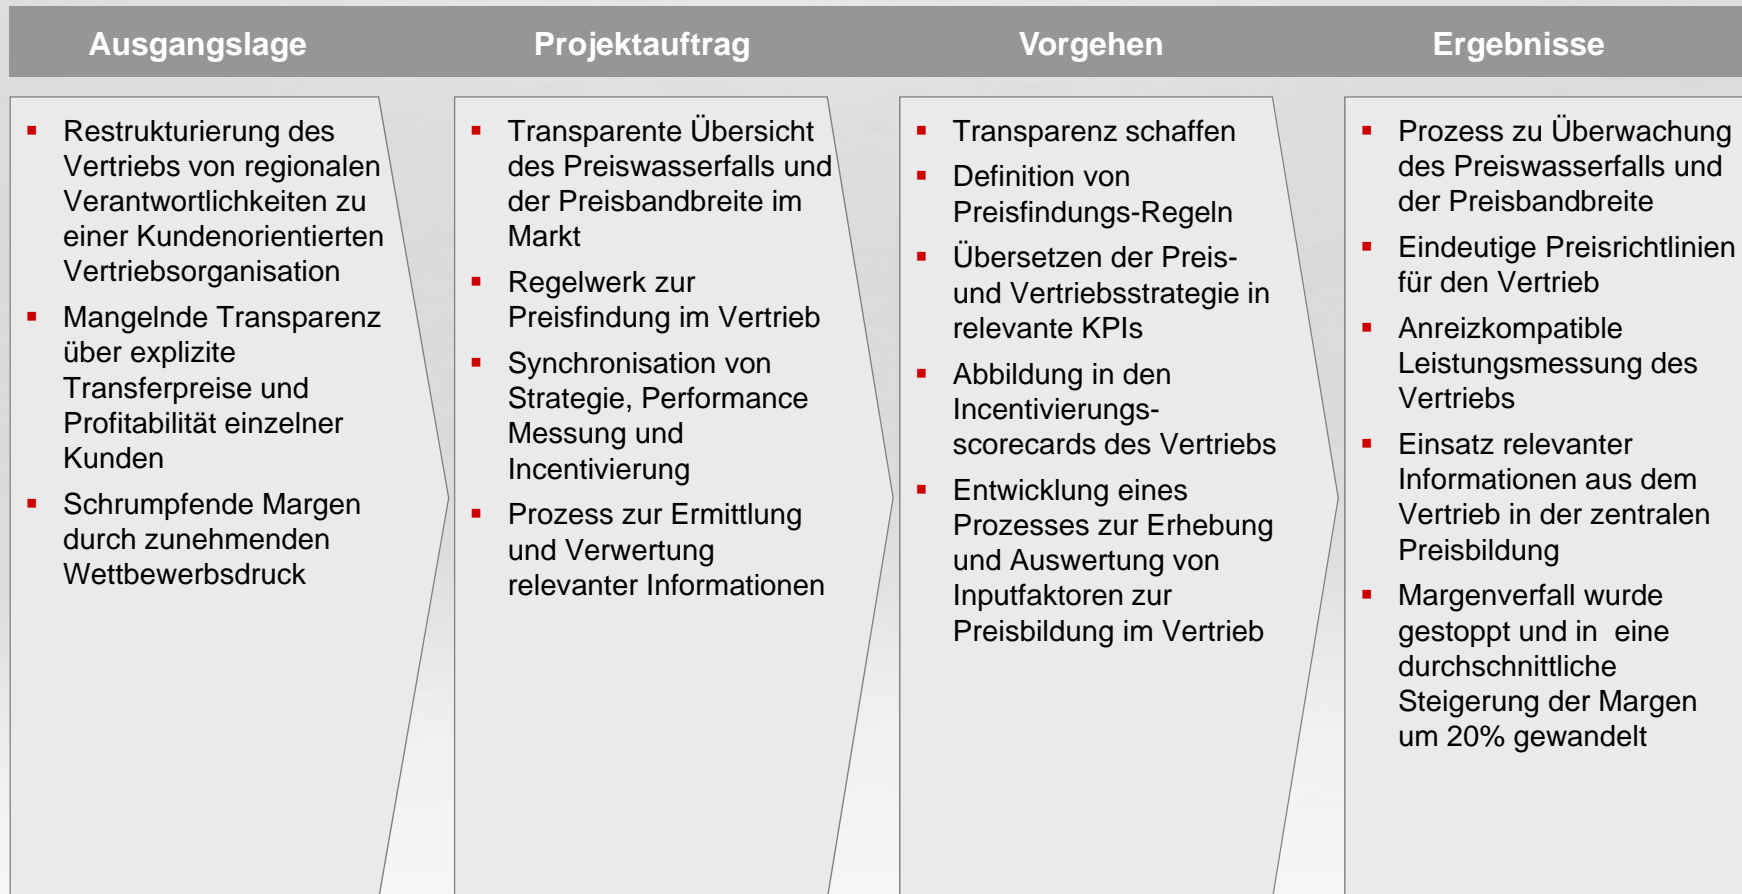 Ausgangslage
Projektauftrag
Vorgehen
Ergebnisse
▪ Restrukturierung des
Vertriebs von regionalen
Verantwortlichkeiten zu
einer Kundenorientierten
Vertriebsorganisation
▪ Mangelnde Transparenz
über explizite
Transferpreise und
Profitabilität einzelner
Kunden
▪ Schrumpfende Margen
durch zunehmenden
Wettbewerbsdruck
▪ Transparente Übersicht
des Preiswasserfalls und
der Preisbandbreite im
Markt
▪ Regelwerk zur
Preisfindung im Vertrieb
▪ Synchronisation von
Strategie, Performance
Messung und
Incentivierung
▪ Prozess zur Ermittlung
und Verwertung
relevanter Informationen
▪ Transparenz schaffen
▪ Definition von
Preisfindungs-Regeln
▪ Übersetzen der Preis-
und Vertriebsstrategie in
relevante KPIs
▪ Abbildung in den
Incentivierungs-
scorecards des Vertriebs
▪ Entwicklung eines
Prozesses zur Erhebung
und Auswertung von
Inputfaktoren zur
Preisbildung im Vertrieb
▪ Prozess zu Überwachung
des Preiswasserfalls und
der Preisbandbreite
▪ Eindeutige Preisrichtlinien
für den Vertrieb
▪ Anreizkompatible
Leistungsmessung des
Vertriebs
▪ Einsatz relevanter
Informationen aus dem
Vertrieb in der zentralen
Preisbildung
▪ Margenverfall wurde
gestoppt und in  eine
durchschnittliche
Steigerung der Margen
um 20% gewandelt